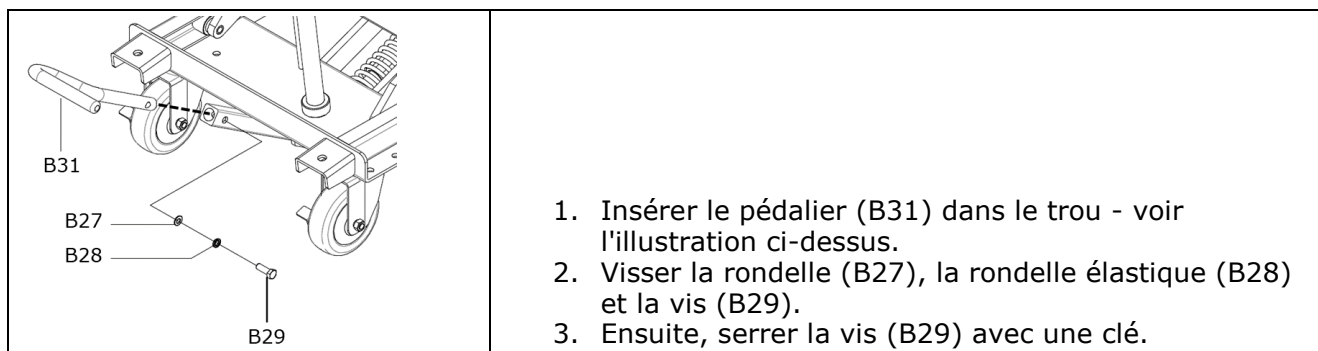 B31
B27
B28
B29
1. Insérer le pédalier (B31) dans le trou - voir
l'illustration ci-dessus.
2. Visser la rondelle (B27), la rondelle élastique (B28)
et la vis (B29).
3. Ensuite, serrer la vis (B29) avec une clé.